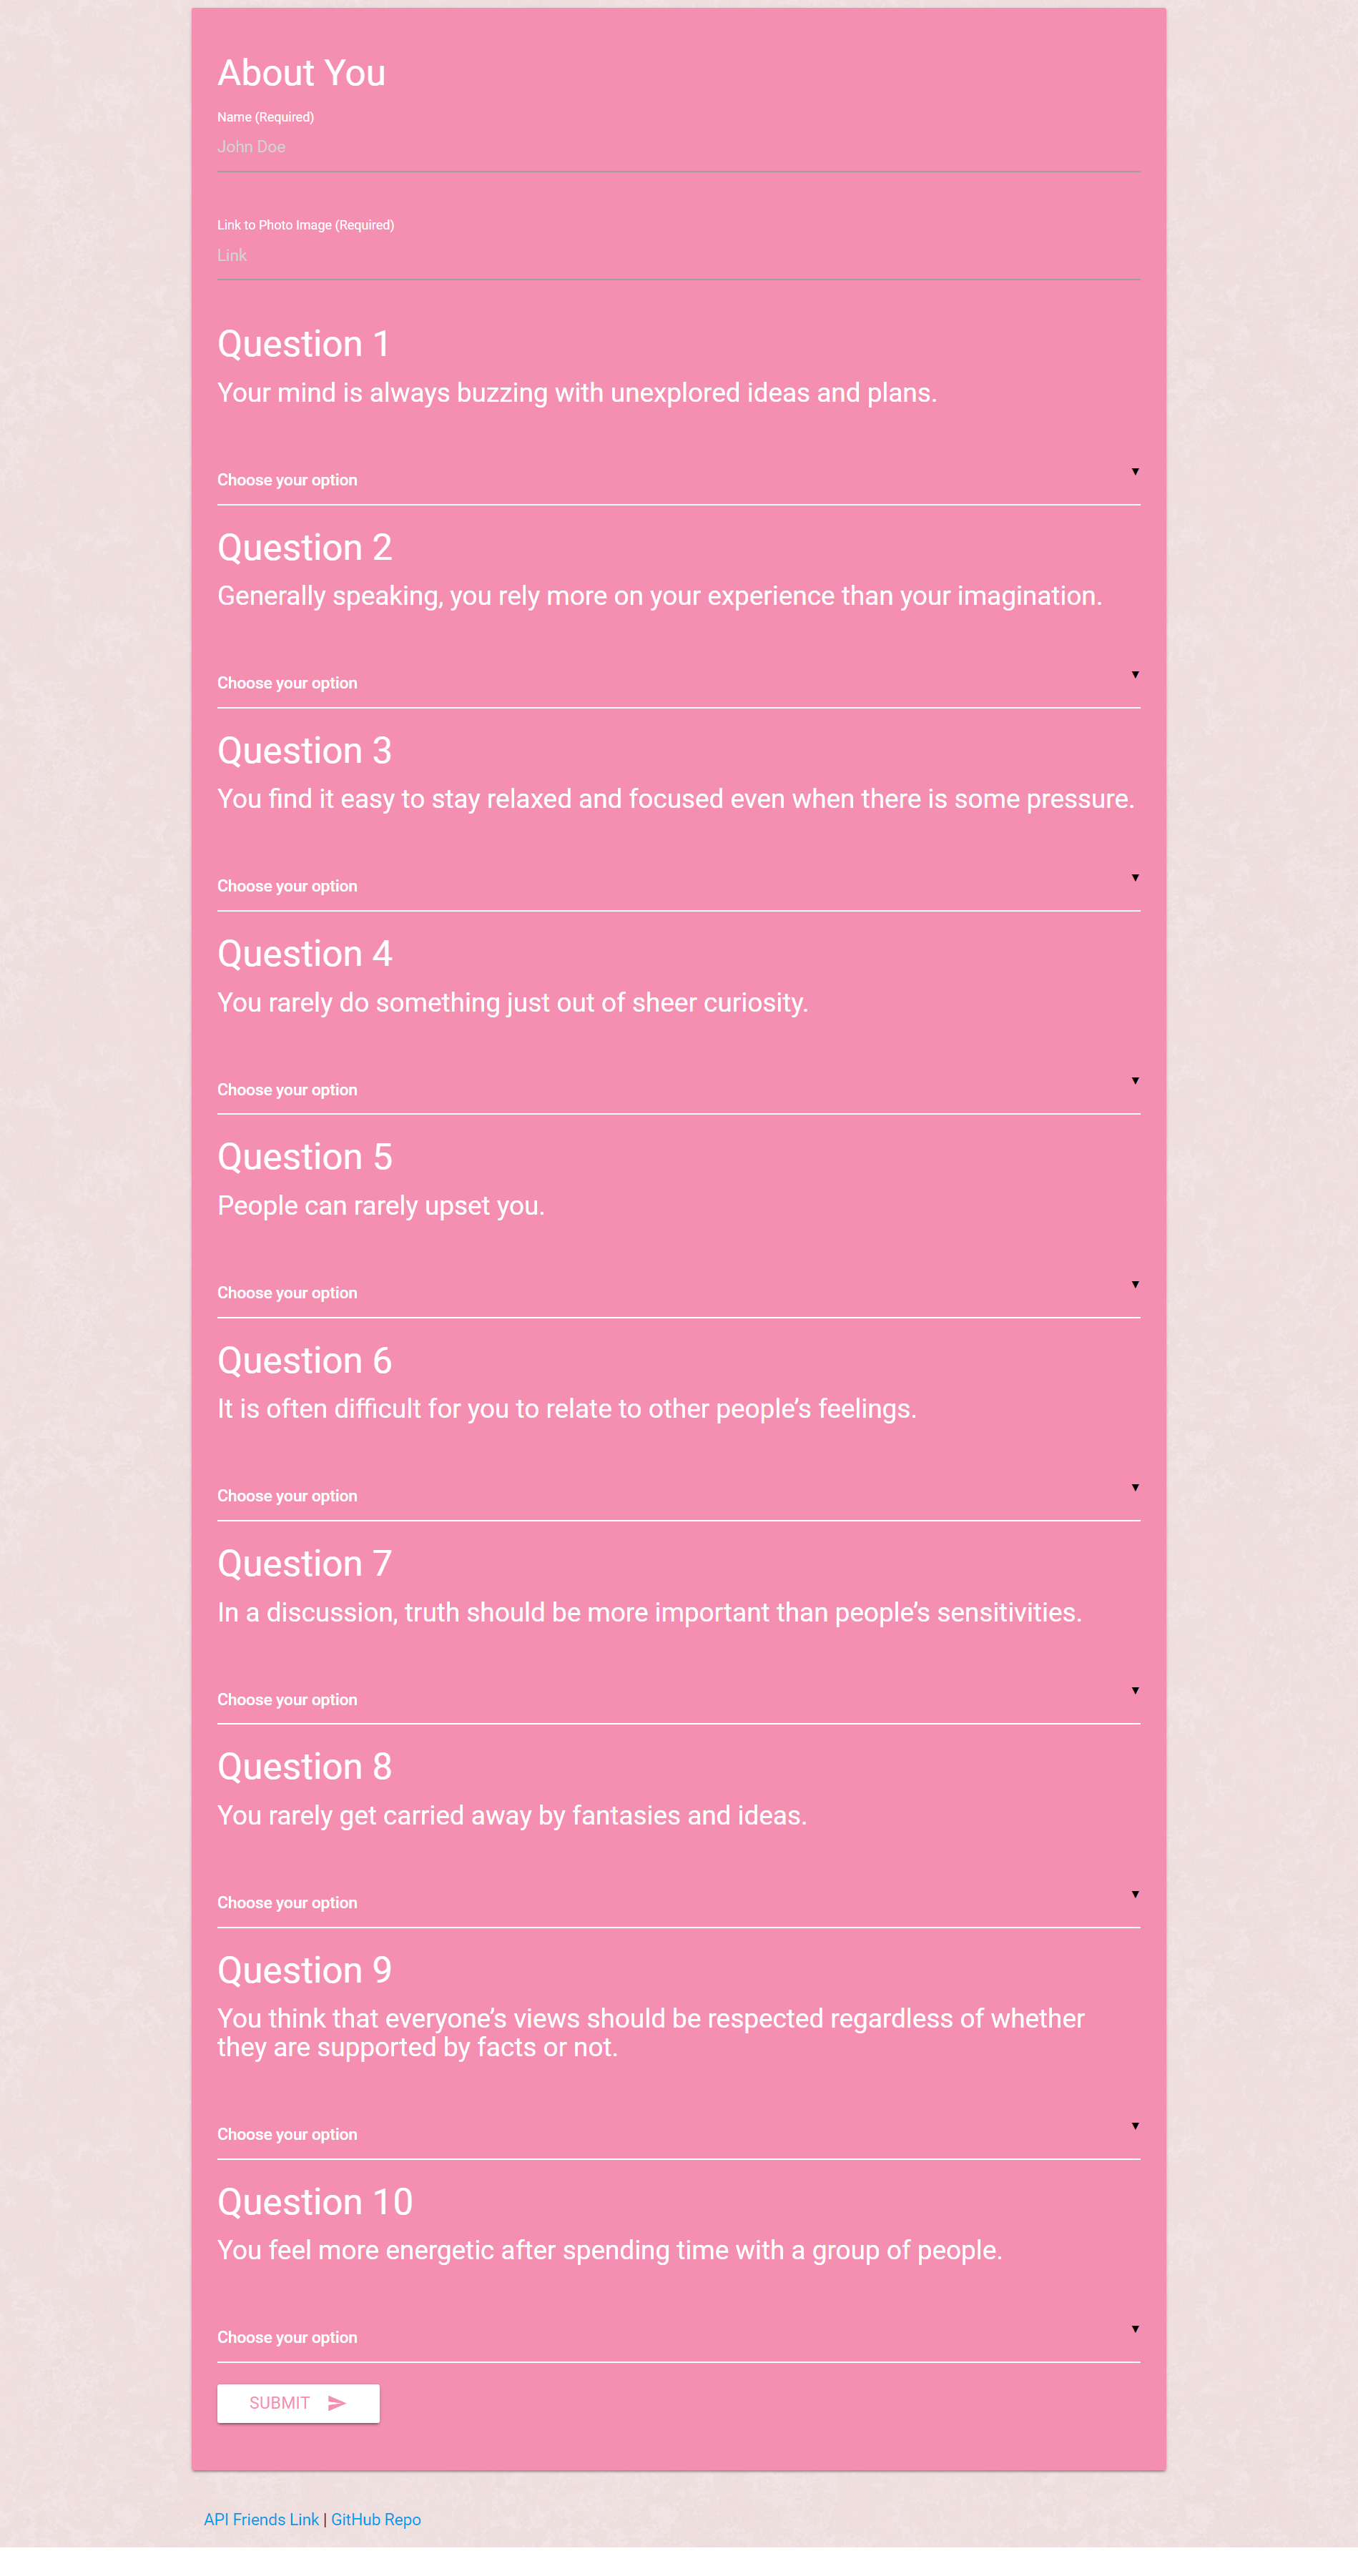 About You
Name (Required)
John Doe
Link to Photo Image (Required)
Link
Question 1
Your mind is always buzzing with unexplored ideas and plans.
Choose your option
▼
Question 2
Generally speaking, you rely more on your experience than your imagination.
Choose your option
▼
Question 3
You find it easy to stay relaxed and focused even when there is some pressure.
Choose your option
▼
Question 4
You rarely do something just out of sheer curiosity.
Choose your option
▼
Question 5
People can rarely upset you.
Choose your option
▼
Question 6
It is often difficult for you to relate to other people’s feelings.
Choose your option
▼
Question 7
In a discussion, truth should be more important than people’s sensitivities.
Choose your option
▼
Question 8
You rarely get carried away by fantasies and ideas.
Choose your option
▼
Question 9
You think that everyone’s views should be respected regardless of whether
they are supported by facts or not.
Choose your option
▼
Question 10
You feel more energetic after spending time with a group of people.
Choose your option
▼
SUBMIT
API Friends Link | GitHub Repo